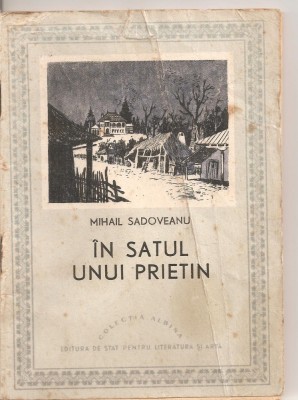 MIHAIL SADOVEANU
ÎN SATUL
UNUI PRIETIN
COLECȚIA ALBINA
EDITURA DE STAT PENTRU LITERATURĂ ȘI ARTĂ